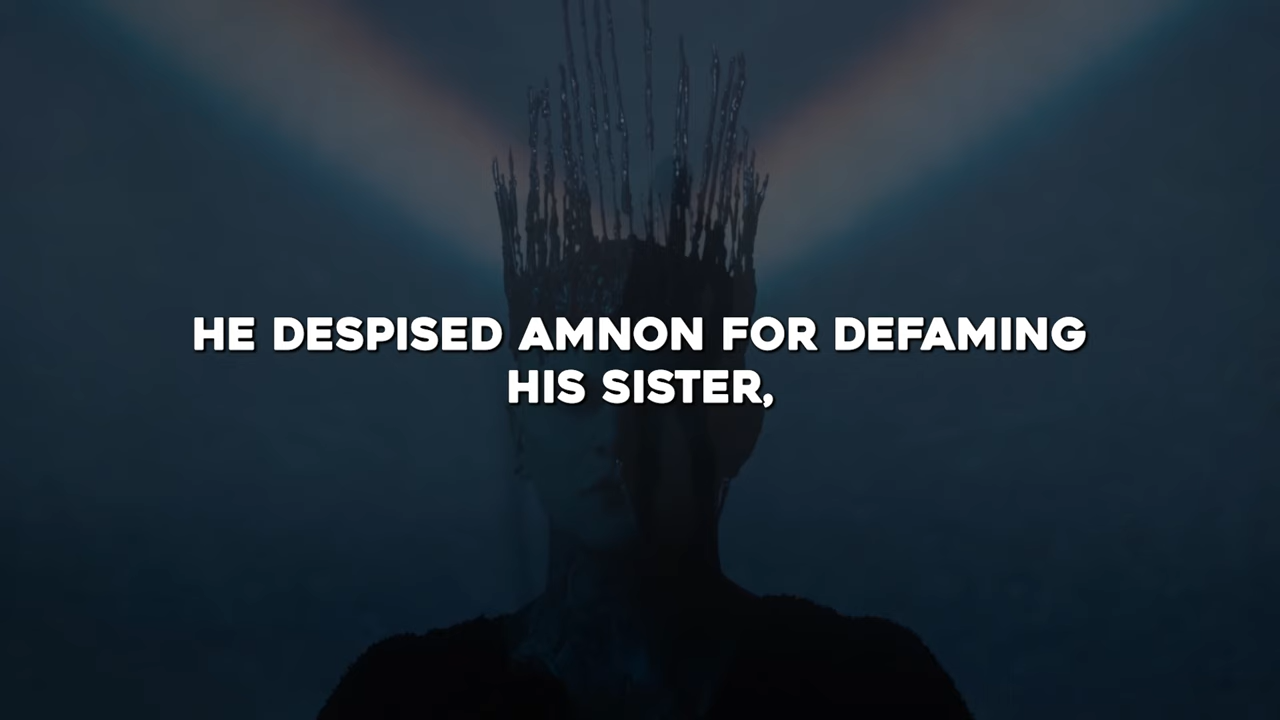 HE DESPISED AMNON FOR DEFAMING
HIS SISTER,